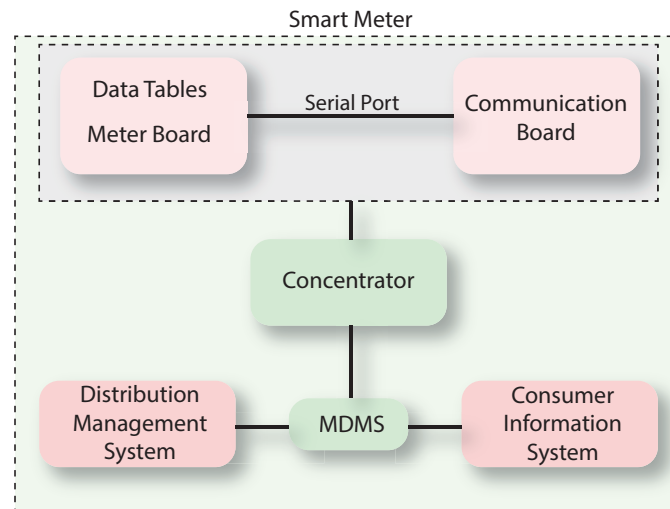 Smart Meter
Data Tables
Meter Board
Serial Port
Communication
Board
Concentrator
Distribution
Management
System
MDMS
Consumer
Information
System